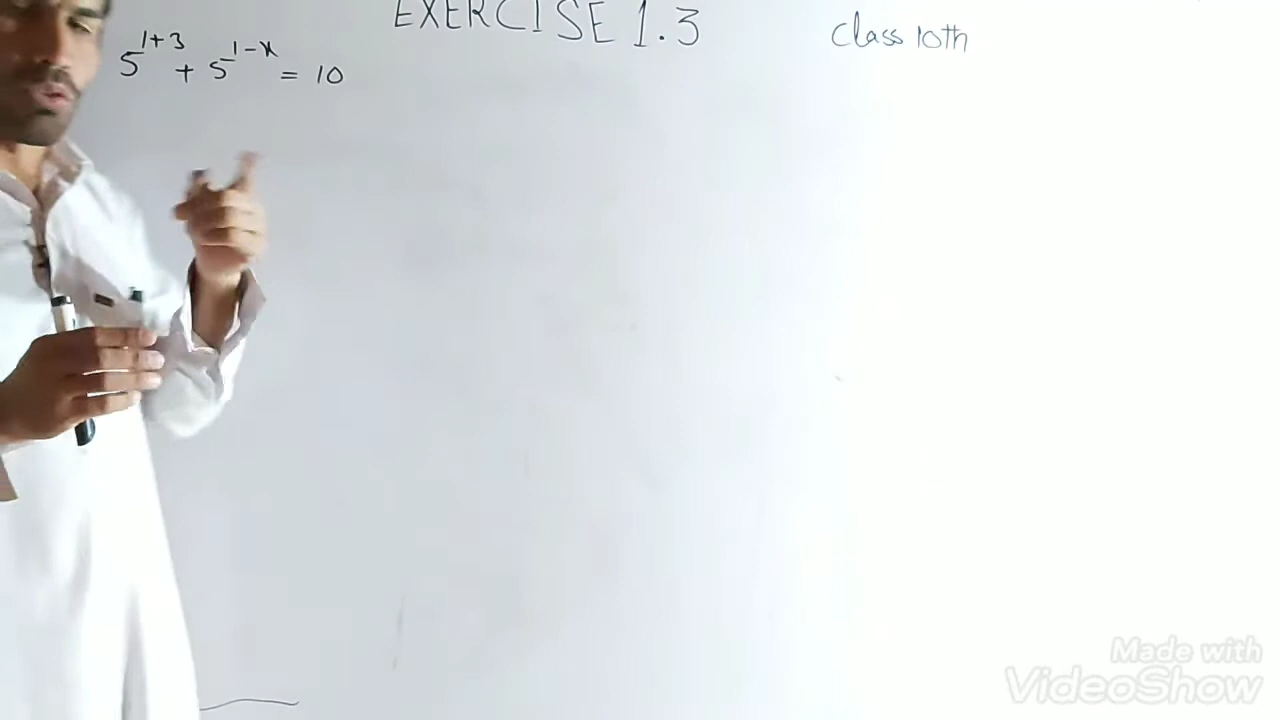 EXERCISE 1.3
Class 10th
5^{1+3} + 5^{1-x} = 10
Made with
VideoShow